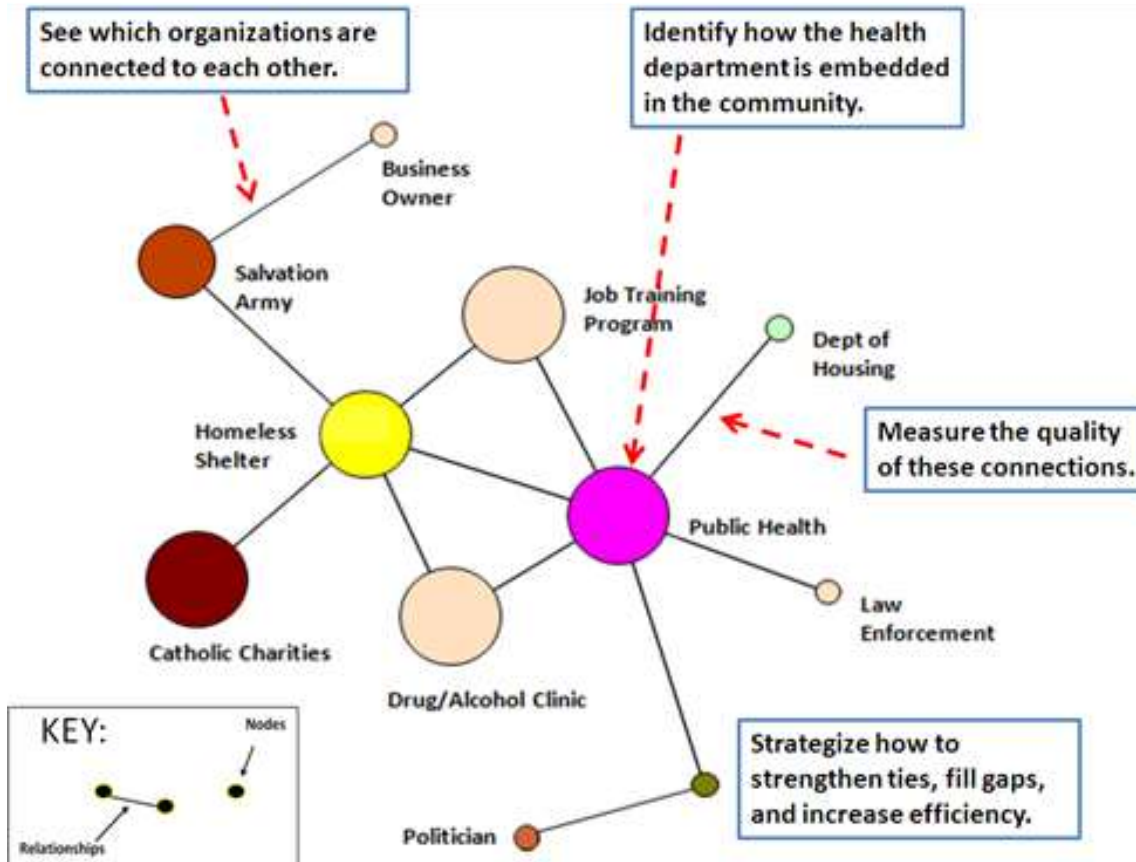 See which organizations are
connected to each other.
Identify how the health
department is embedded
in the community.
Business
Owner
Salvation
Army
Job Training
Program
Dept of
Housing
Homeless
Shelter
Measure the quality
of these connections.
Public Health
Law
Enforcement
Catholic Charities
Drug/Alcohol Clinic
KEY:
Nodes
Relationships
Strategize how to
strengthen ties, fill gaps,
and increase efficiency.
Politician